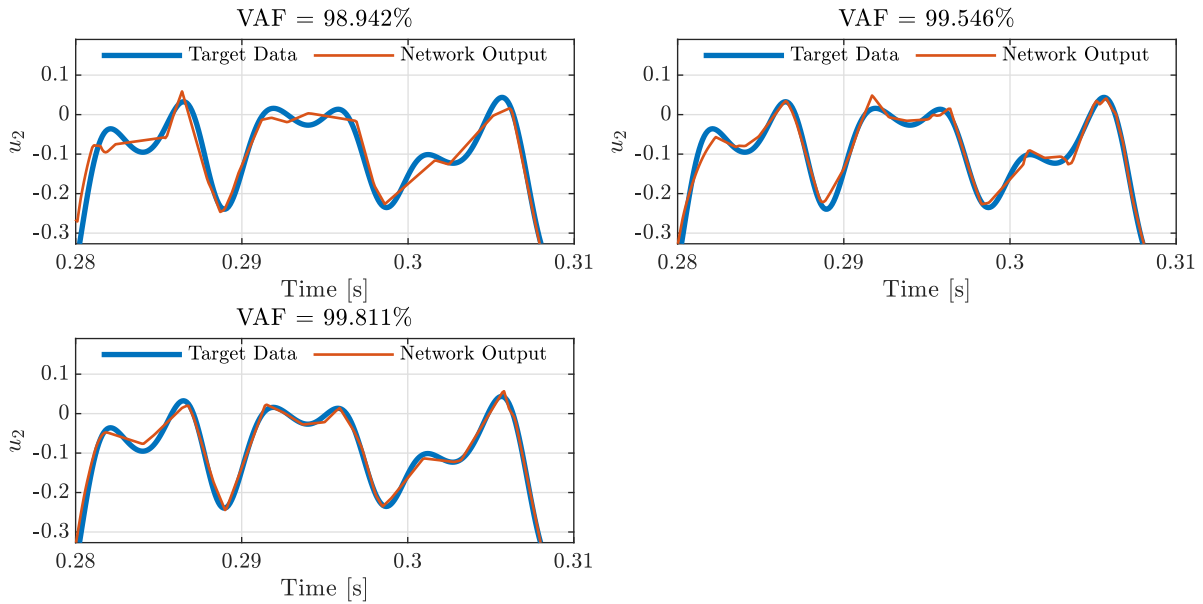 VAF = 98.942%
Target Data Network Output
0.1
0
-0.1
-0.2
-0.3
u2
0.28 0.29 0.3 0.31
Time [s]
VAF = 99.546%
Target Data Network Output
0.1
0
-0.1
-0.2
-0.3
u2
0.28 0.29 0.3 0.31
Time [s]
VAF = 99.811%
Target Data Network Output
0.1
0
-0.1
-0.2
-0.3
u2
0.28 0.29 0.3 0.31
Time [s]